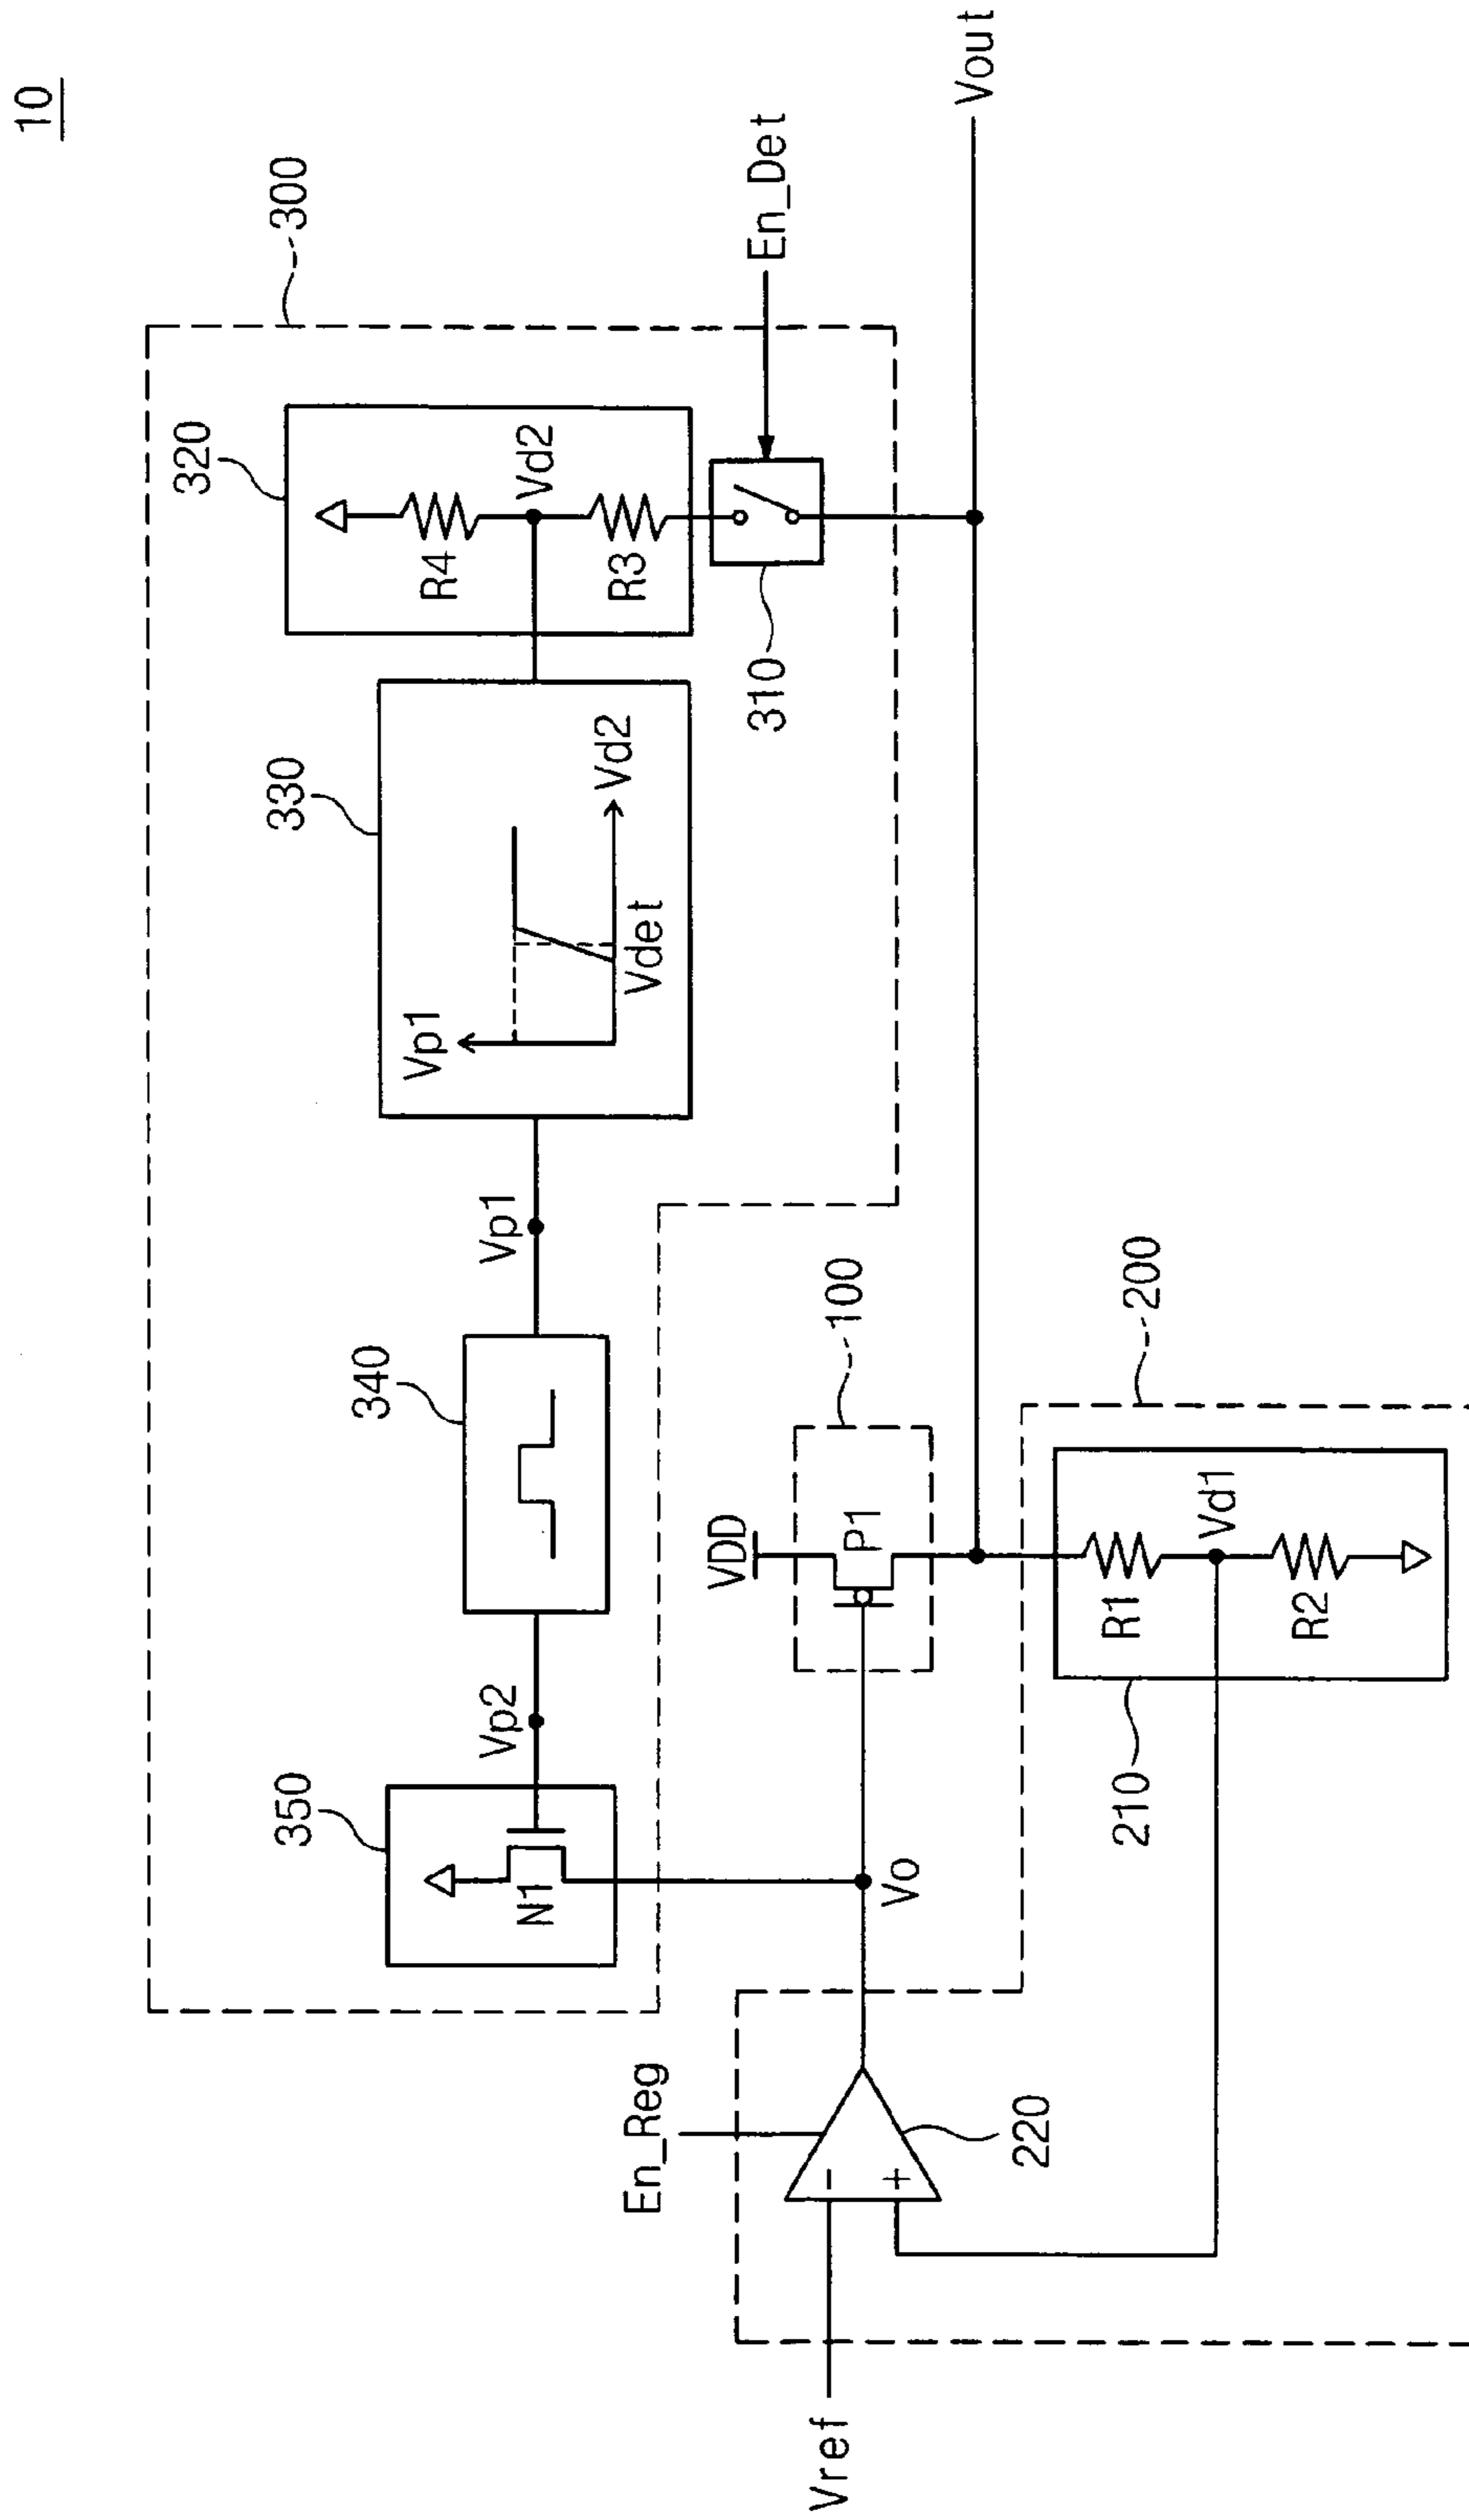 10
300
320
R4
Vd2
R3
En_Det
310
Vout
330
Vp1
Vd2
Vdet
Vp1
340
Vp2
350
N1
100
VDD
P1
Vo
200
R1
Vd1
R2
210
En_Reg
-
+
220
Vref